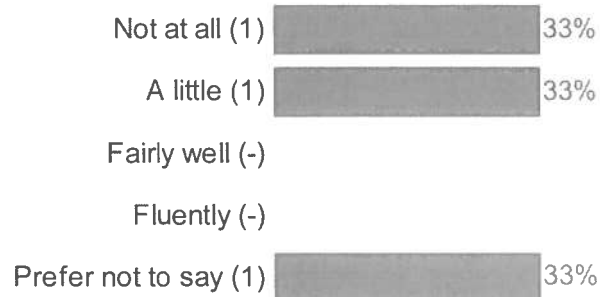 Not at all (1) 33%
A little (1) 33%
Fairly well (-)
Fluently (-)
Prefer not to say (1) 33%